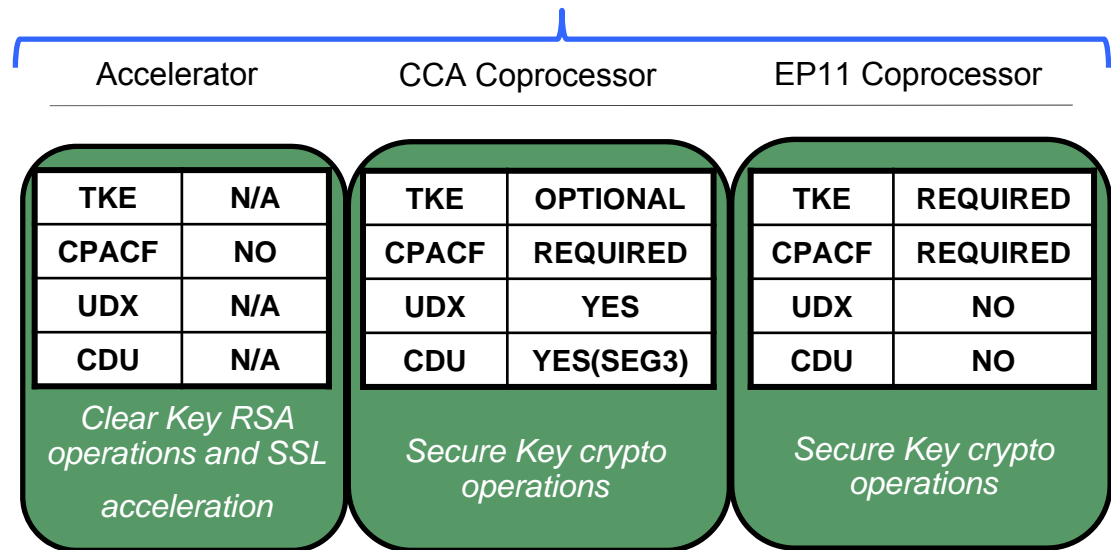 Accelerator
CCA Coprocessor
EP11 Coprocessor
TKE N/A
CPACF NO
UDX N/A
CDU N/A
Clear Key RSA
operations and SSL
acceleration
TKE OPTIONAL
CPACF REQUIRED
UDX YES
CDU YES(SEG3)
Secure Key crypto
operations
TKE REQUIRED
CPACF REQUIRED
UDX NO
CDU NO
Secure Key crypto
operations